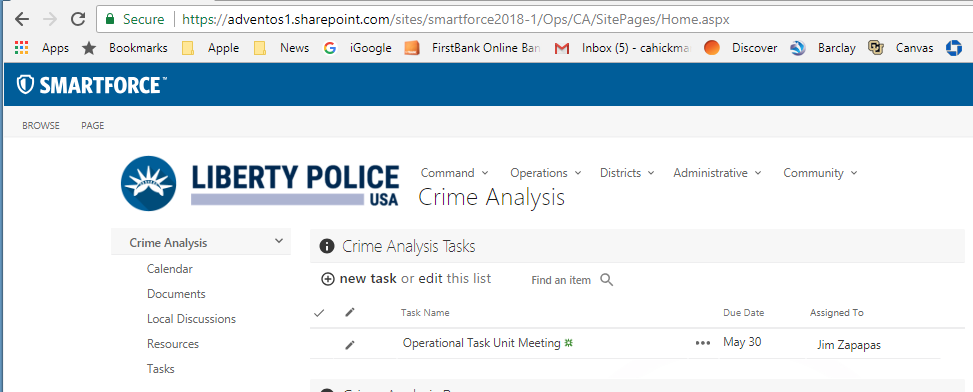 Secure https://adventos1.sharepoint.com/sites/smartforce2018-1/Ops/CA/SitePages/Home.aspx
Apps Bookmarks Apple News iGoogle FirstBank Online Ban Inbox (5) - cahickma Discover Barclay Canvas
SMARTFORCE™
BROWSE PAGE
LIBERTY POLICE
USA
Command Operations Districts Administrative Community
Crime Analysis
Crime Analysis
Calendar
Documents
Local Discussions
Resources
Tasks
Crime Analysis Tasks
new task or edit this list Find an item
Task Name Due Date Assigned To
Operational Task Unit Meeting ••• May 30 Jim Zapapas